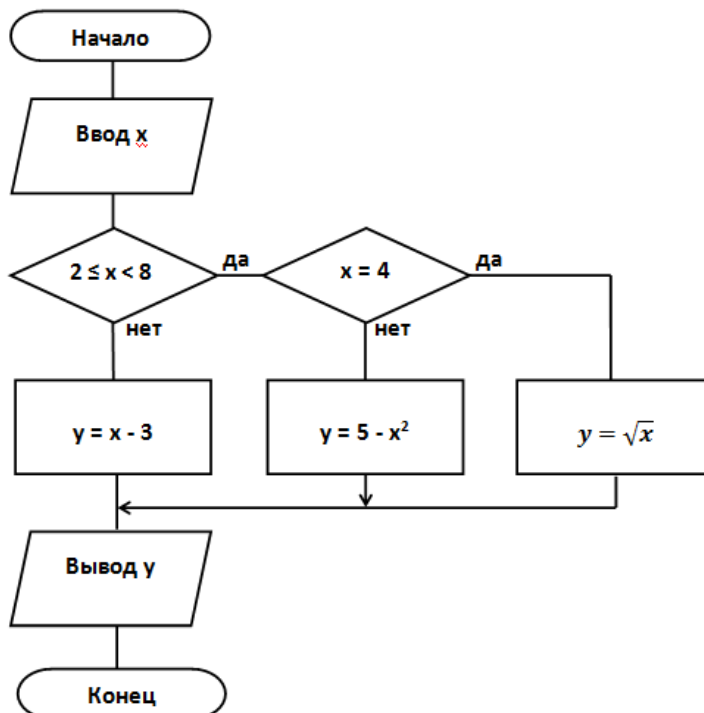 Начало
Ввод x
2 ≤ x < 8
да
нет
x = 4
да
нет
y = x - 3
y = 5 - x²
y = √x
Вывод y
Конец